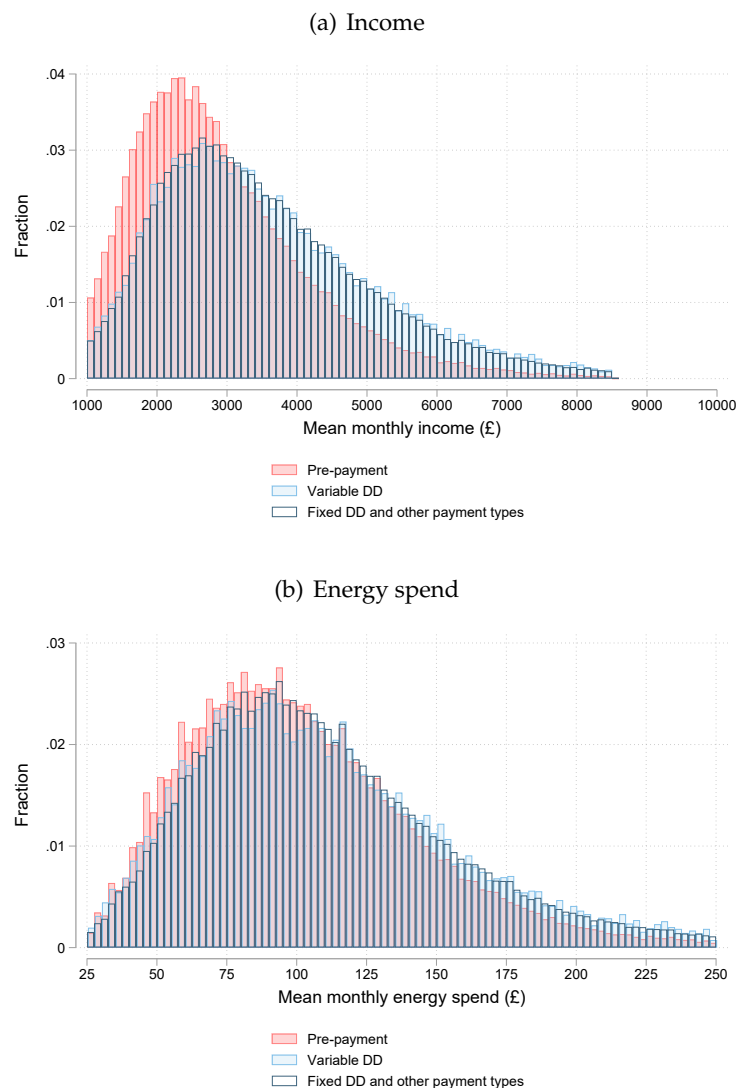 (a) Income
.04
.03
.02
.01
0
Fraction
1000 2000 3000 4000 5000 6000 7000 8000 9000 10000
Mean monthly income (£)
Pre-payment
Variable DD
Fixed DD and other payment types
(b) Energy spend
.03
.02
.01
0
Fraction
25 50 75 100 125 150 175 200 225 250
Mean monthly energy spend (£)
Pre-payment
Variable DD
Fixed DD and other payment types